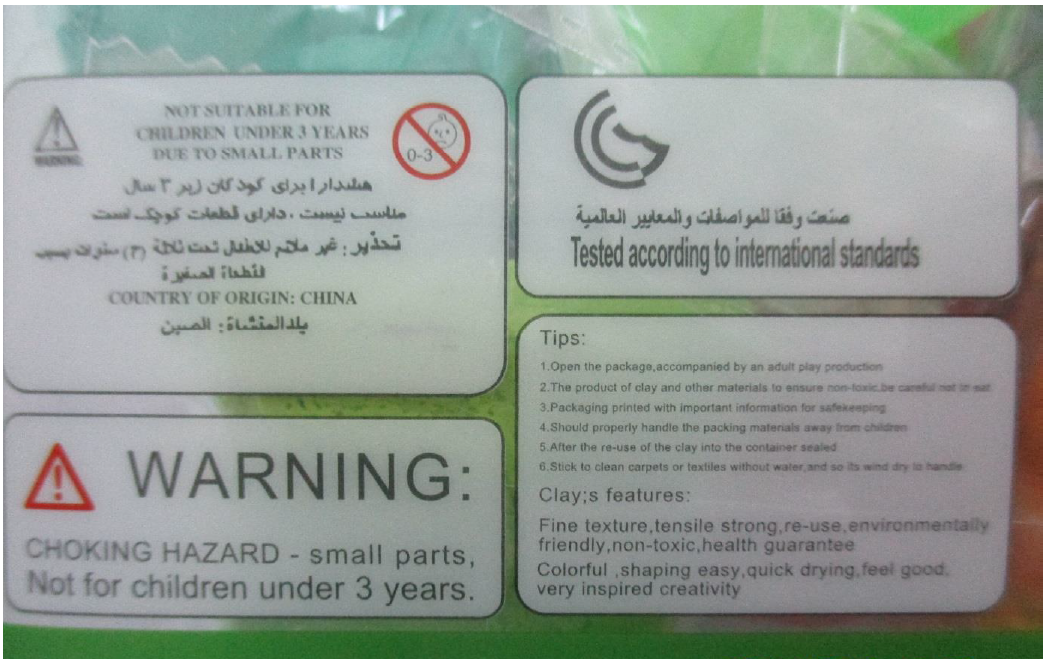 WARNING
NOT SUITABLE FOR
CHILDREN UNDER 3 YEARS
DUE TO SMALL PARTS
0-3
هشدار! برای کودکان زیر ۳ سال
مناسب نیست ، دارای قطعات کوچک است
تحذير : غير ملائم للاطفال تحت ثلاثة (٣) سنوات بسبب
القطعاة الصغيرة
COUNTRY OF ORIGIN: CHINA
بلدالمنشاة : الصين
صنعت وفقا للمواصفات والمعايير العالمية
Tested according to international standards
WARNING:
CHOKING HAZARD - small parts,
Not for children under 3 years.
Tips:
1.Open the package,accompanied by an adult play production
2.The product of clay and other materials to ensure non-toxic,be careful not to eat
3.Packaging printed with important information for safekeeping
4.Should properly handle the packing materials away from children
5.After the re-use of the clay into the container sealed
6.Stick to clean carpets or textiles without water,and so its wind dry to handle
Clay;s features:
Fine texture,tensile strong,re-use,environmentally
friendly,non-toxic,health guarantee
Colorful ,shaping easy,quick drying,feel good,
very inspired creativity